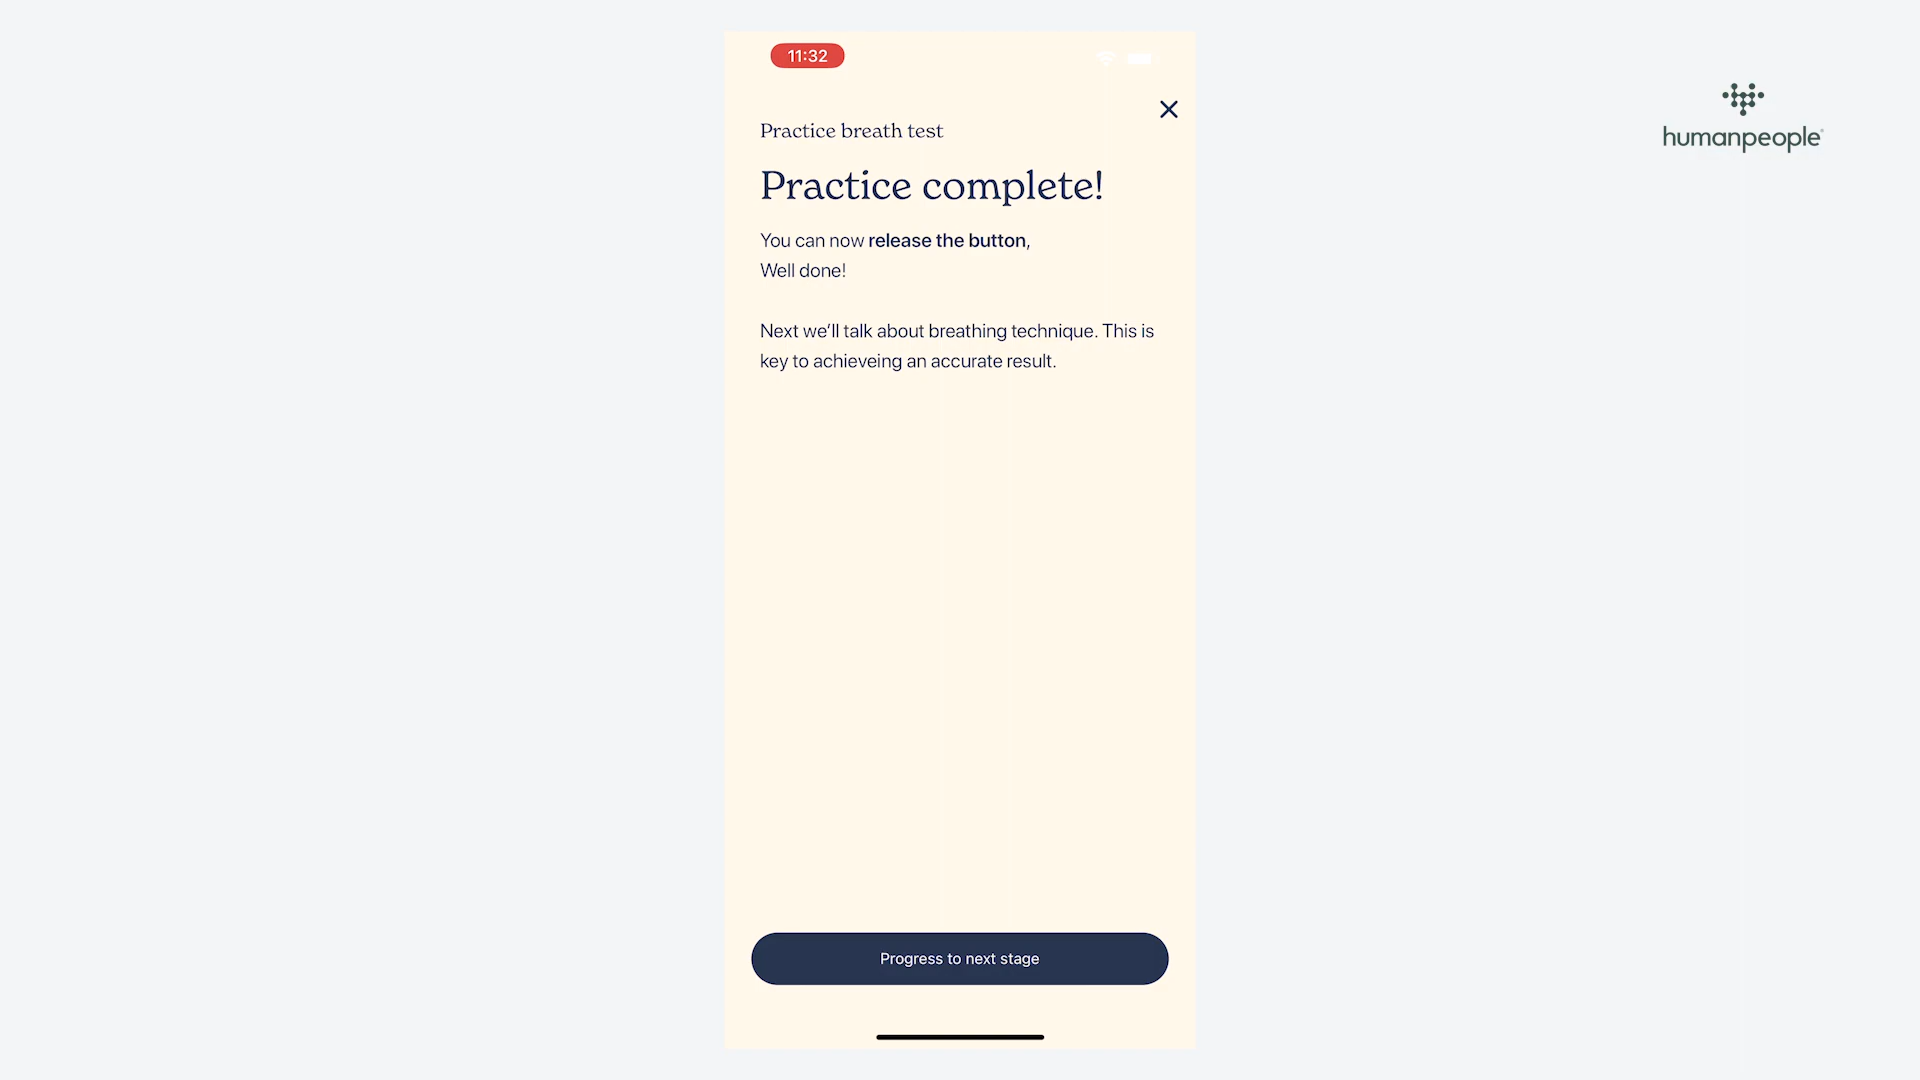 11:32
humanpeople
Practice breath test
Practice complete!
You can now release the button,
Well done!
Next we'll talk about breathing technique. This is
key to achieveing an accurate result.
Progress to next stage